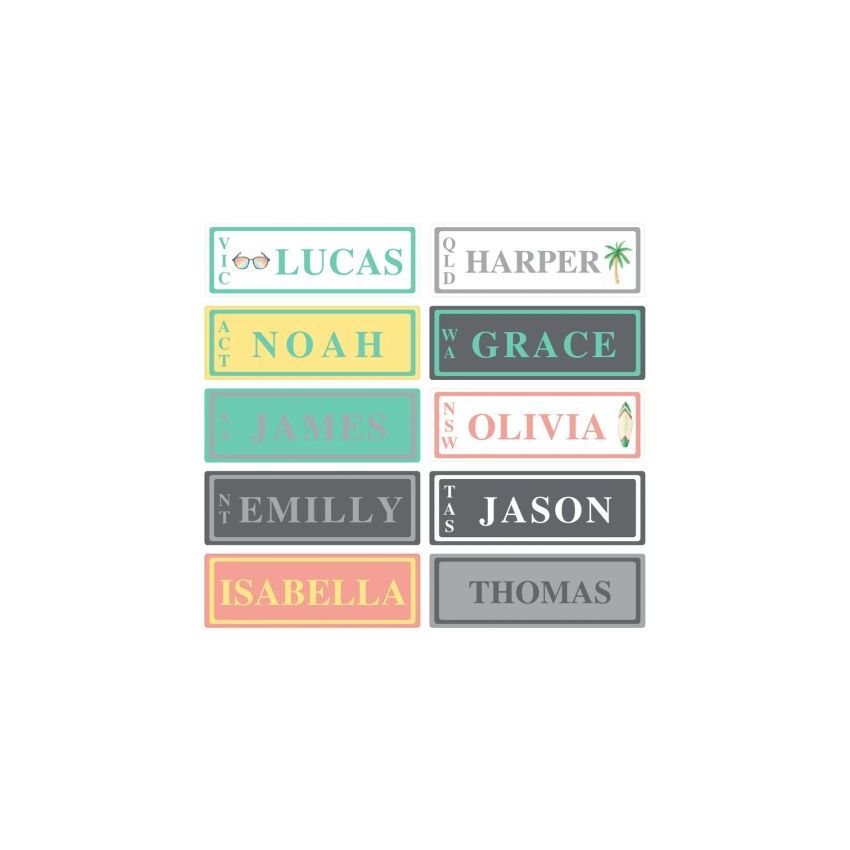 VIC LUCAS
QLD HARPER
ACT NOAH
WA GRACE
SA JAMES
NSW OLIVIA
NT EMILLY
TAS JASON
ISABELLA
THOMAS